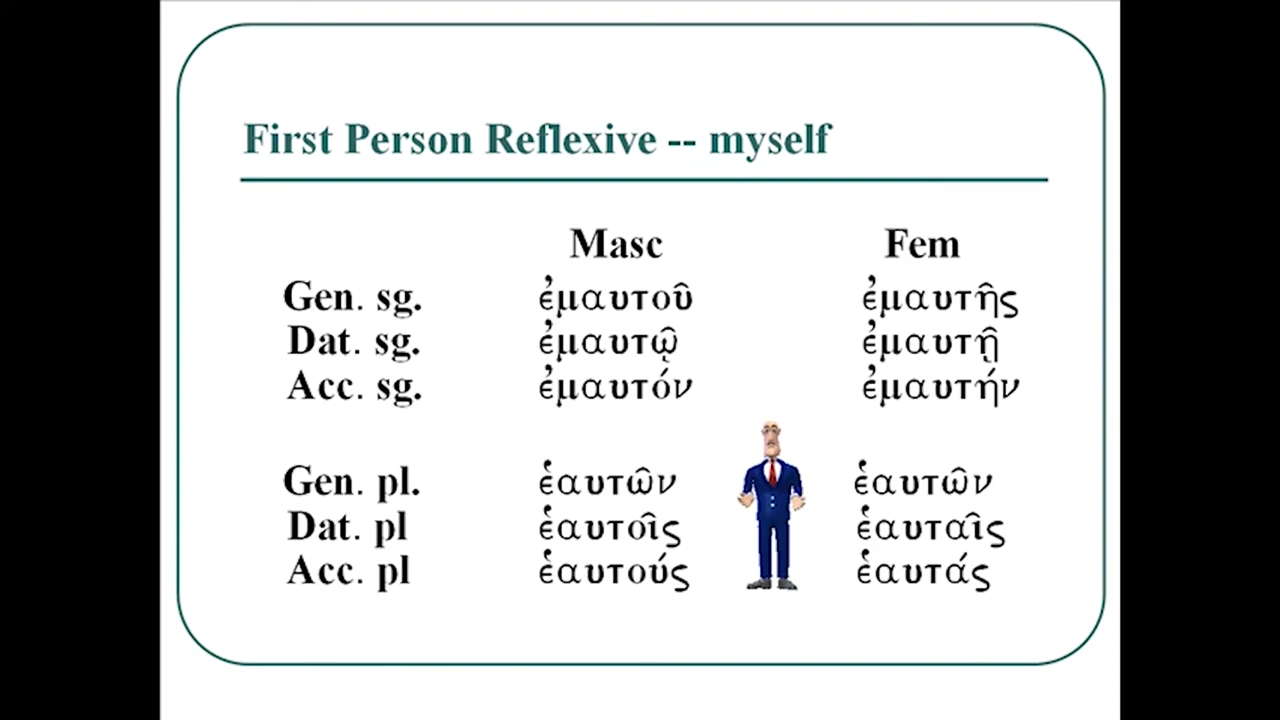 First Person Reflexive -- myself
Masc Fem
Gen. sg. ἐμαυτοῦ ἐμαυτῆς
Dat. sg. ἐμαυτῷ ἐμαυτῇ
Acc. sg. ἐμαυτόν ἐμαυτήν
Gen. pl. ἑαυτῶν ἑαυτῶν
Dat. pl ἑαυτοῖς ἑαυταῖς
Acc. pl ἑαυτούς ἑαυτάς